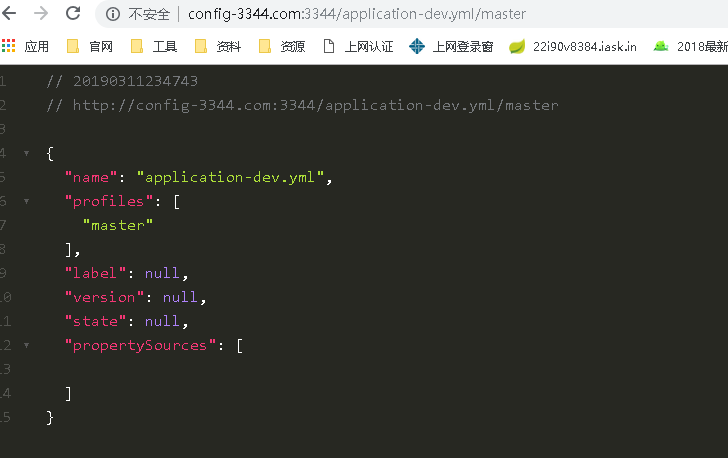 不安全 | config-3344.com:3344/application-dev.yml/master
应用 官网 工具 资料 资源 上网认证 上网登录窗 22i90v8384.iask.in 2018最新
1 // 20190311234743
2 // http://config-3344.com:3344/application-dev.yml/master
3
4 {
5 "name": "application-dev.yml",
6 "profiles": [
7 "master"
8 ],
9 "label": null,
10 "version": null,
11 "state": null,
12 "propertySources": [
13
14 ]
15 }